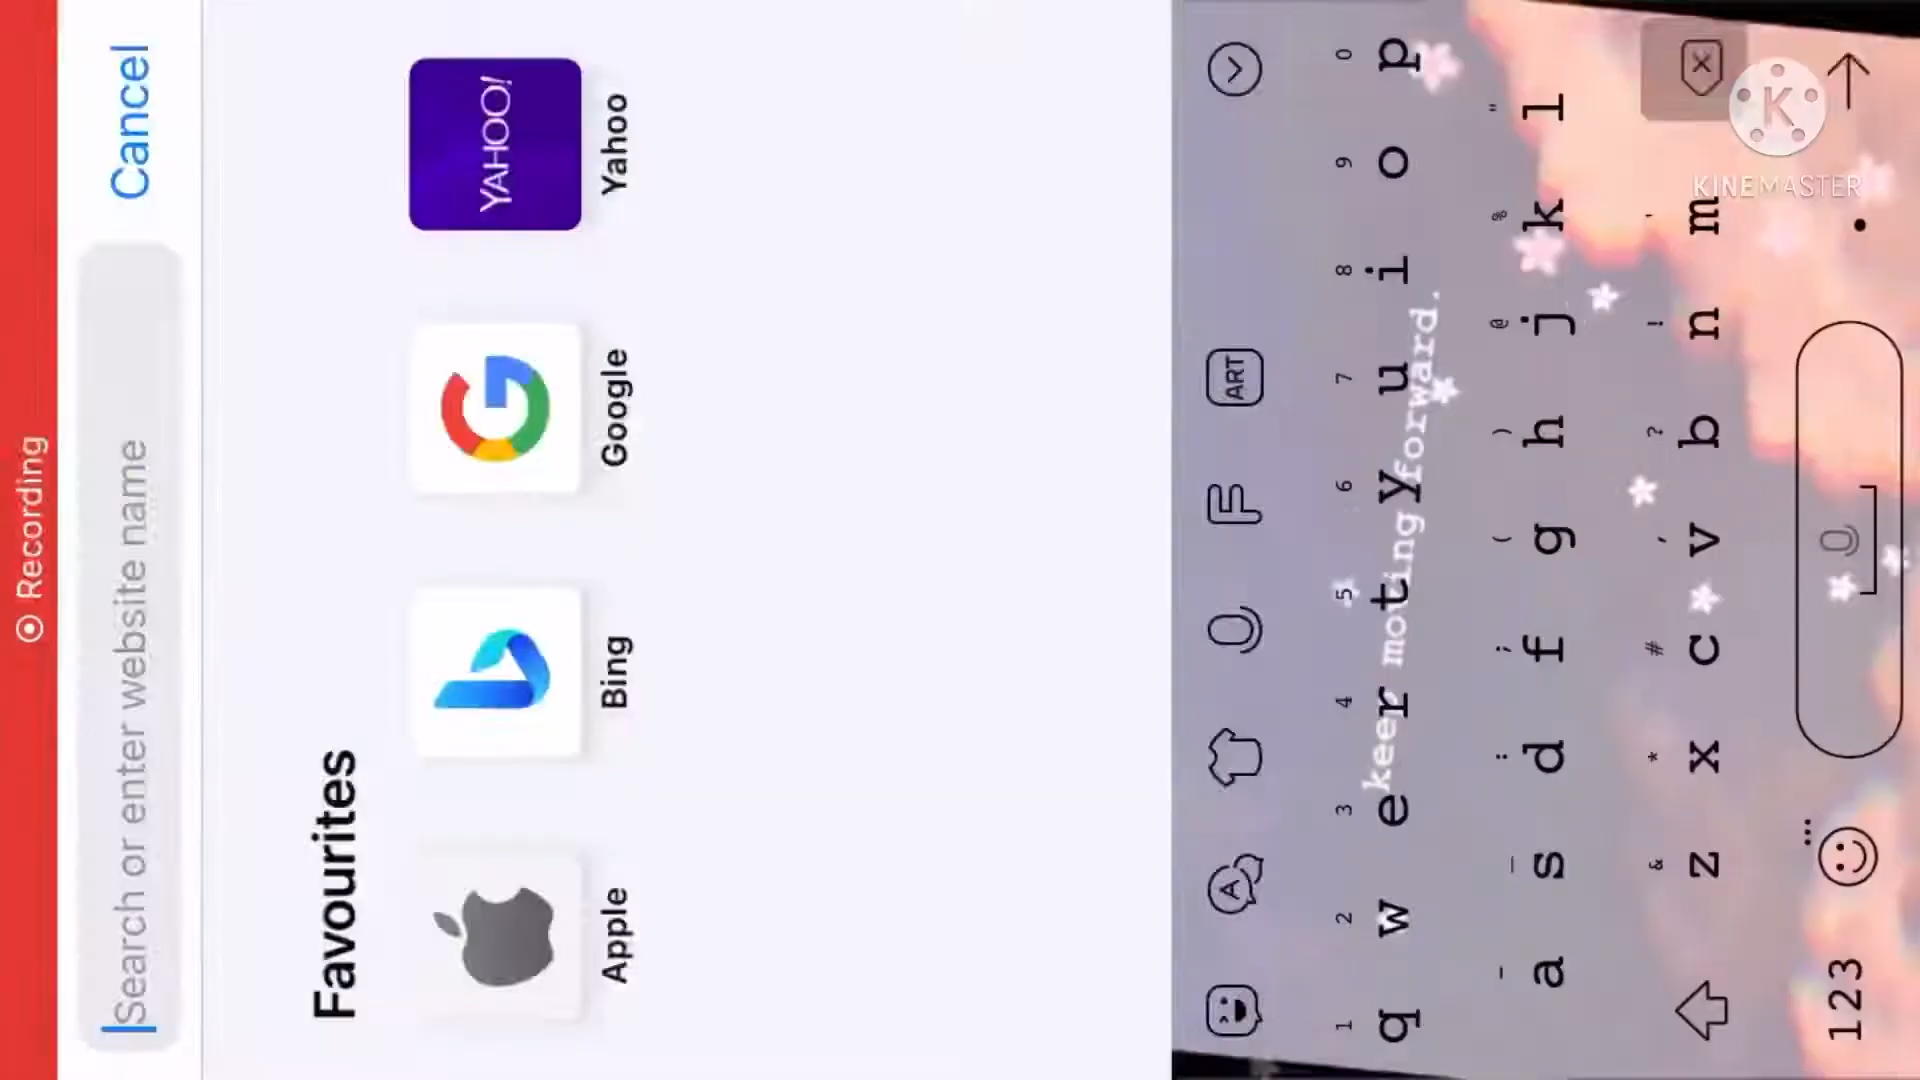 Recording
Search or enter website name
Cancel
Favourites
YAHOO!
Apple
Bing
Google
Yahoo
A
ART
1 2 3 4 5 6 7 8 9 0
q w e r t y u i o p
keep moting forward.
- _ : ; ( ) @ % "
a s d f g h j k l
& * # , ? ! '
z x c v b n m
123
.
K
KINEMASTER